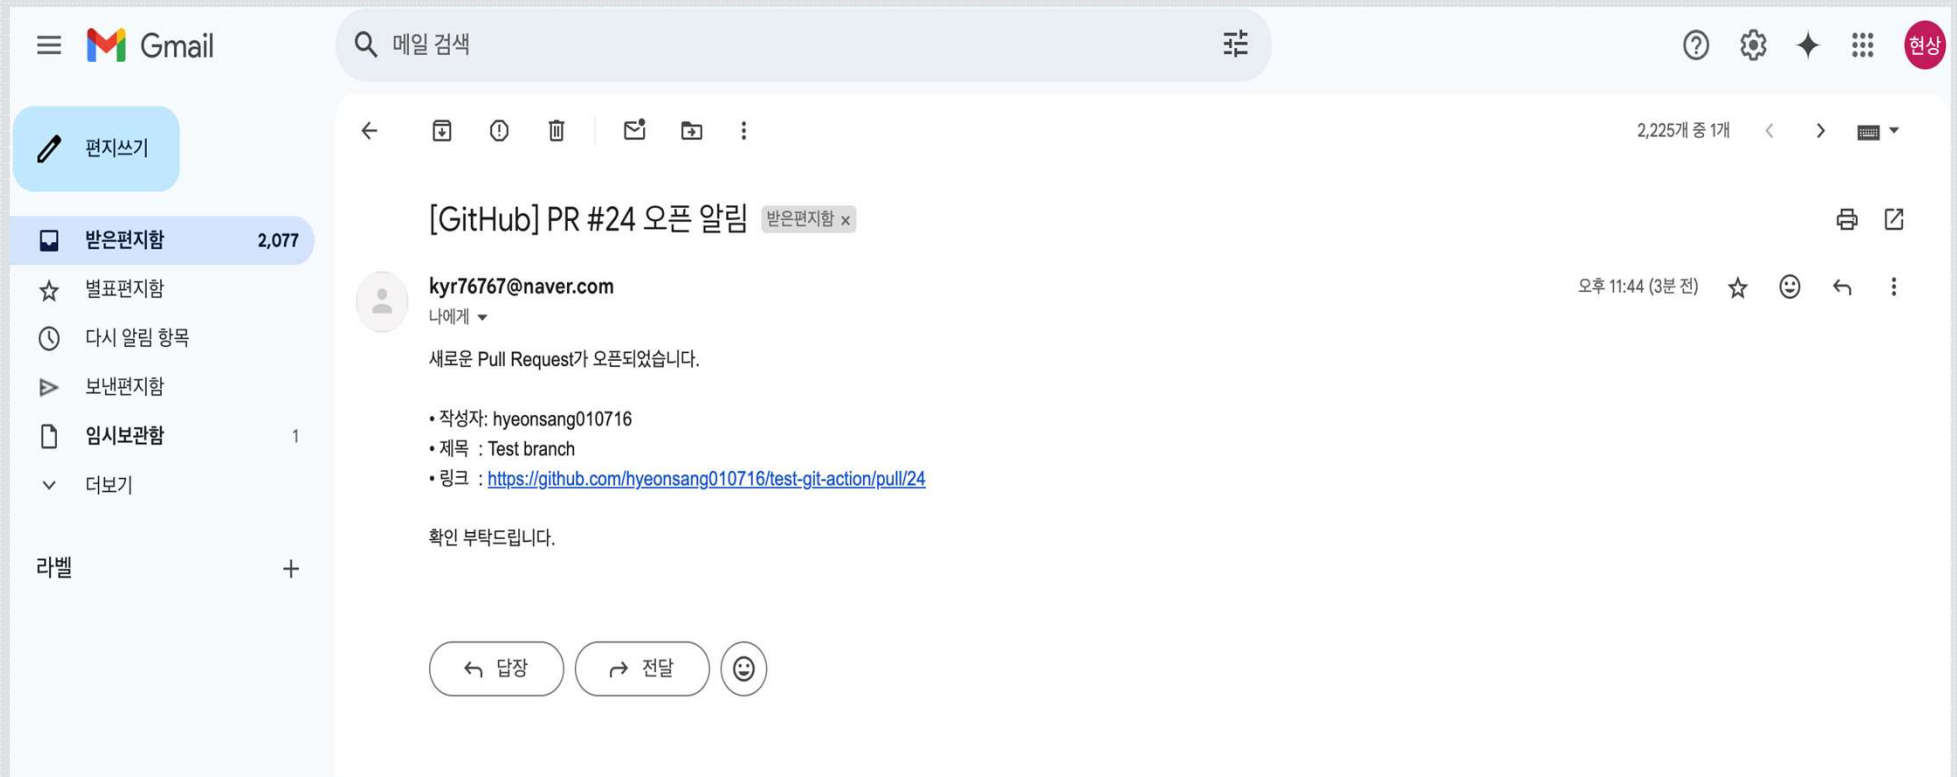 Gmail
메일 검색
현상
편지쓰기
2,225개 중 1개
받은편지함 2,077
별표편지함
다시 알림 항목
보낸편지함
임시보관함 1
더보기
라벨
[GitHub] PR #24 오픈 알림 받은편지함 x
kyr76767@naver.com 오후 11:44 (3분 전)
나에게
새로운 Pull Request가 오픈되었습니다.
• 작성자: hyeonsang010716
• 제목 : Test branch
• 링크 : https://github.com/hyeonsang010716/test-git-action/pull/24
확인 부탁드립니다.
답장 전달